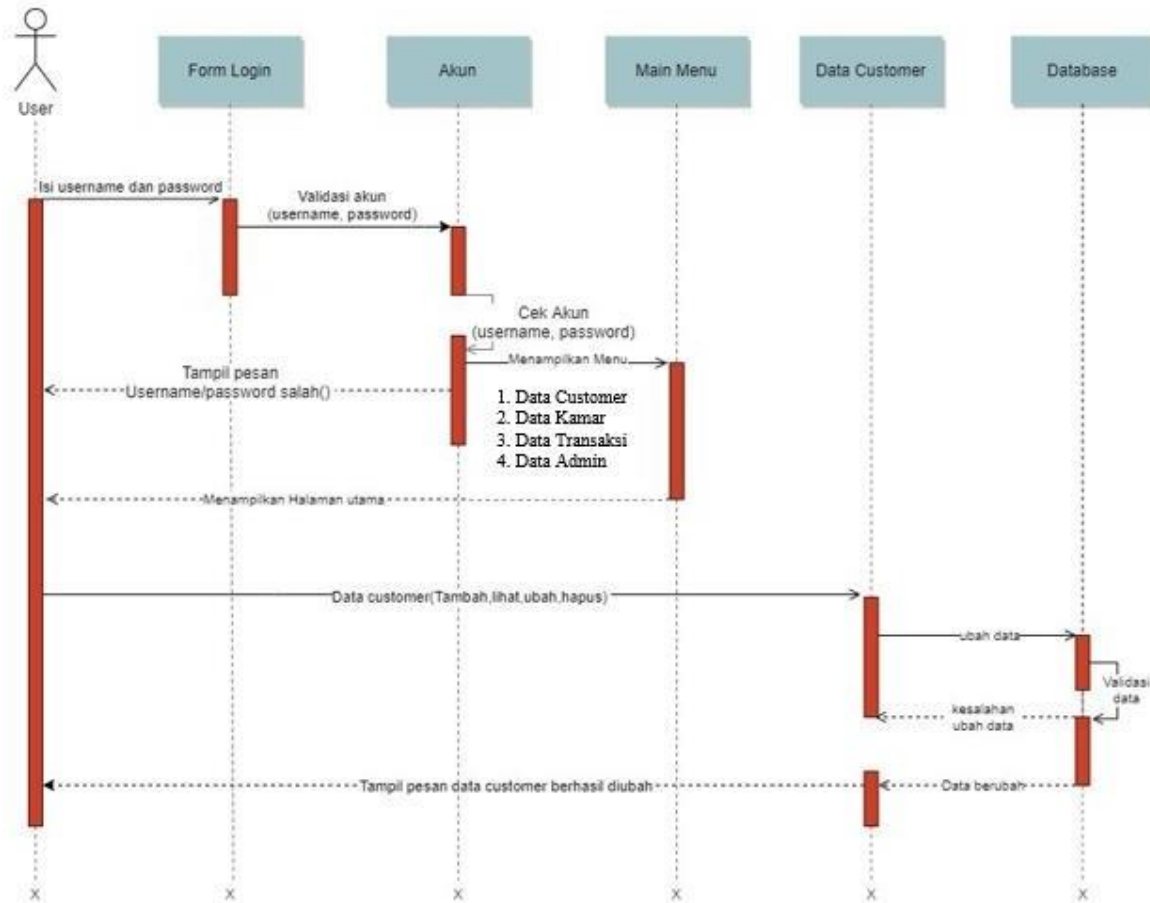 User
Form Login
Akun
Main Menu
Data Customer
Database
Isi username dan password
Validasi akun
(username, password)
Cek Akun
(username, password)
Menampilkan Menu
Tampil pesan
Username/password salah()
1. Data Customer
2. Data Kamar
3. Data Transaksi
4. Data Admin
Menampilkan Halaman utama
Data customer(Tambah,lihat,ubah,hapus)
ubah data
Validasi
data
kesalahan
ubah data
Tampil pesan data customer berhasil diubah
Data berubah
X
X
X
X
X
X